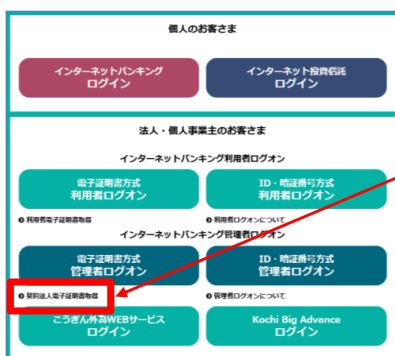 個人のお客さま
インターネットバンキング
ログイン
インターネット投資信託
ログイン
法人・個人事業主のお客さま
インターネットバンキング利用者ログオン
電子証明書方式
利用者ログオン
ID・暗証番号方式
利用者ログオン
利用者電子証明書取得
利用者ログオンについて
インターネットバンキング管理者ログオン
電子証明書方式
管理者ログオン
ID・暗証番号方式
管理者ログオン
契約法人電子証明書取得
管理者ログオンについて
こうぎん外為WEBサービス
ログイン
Kochi Big Advance
ログイン